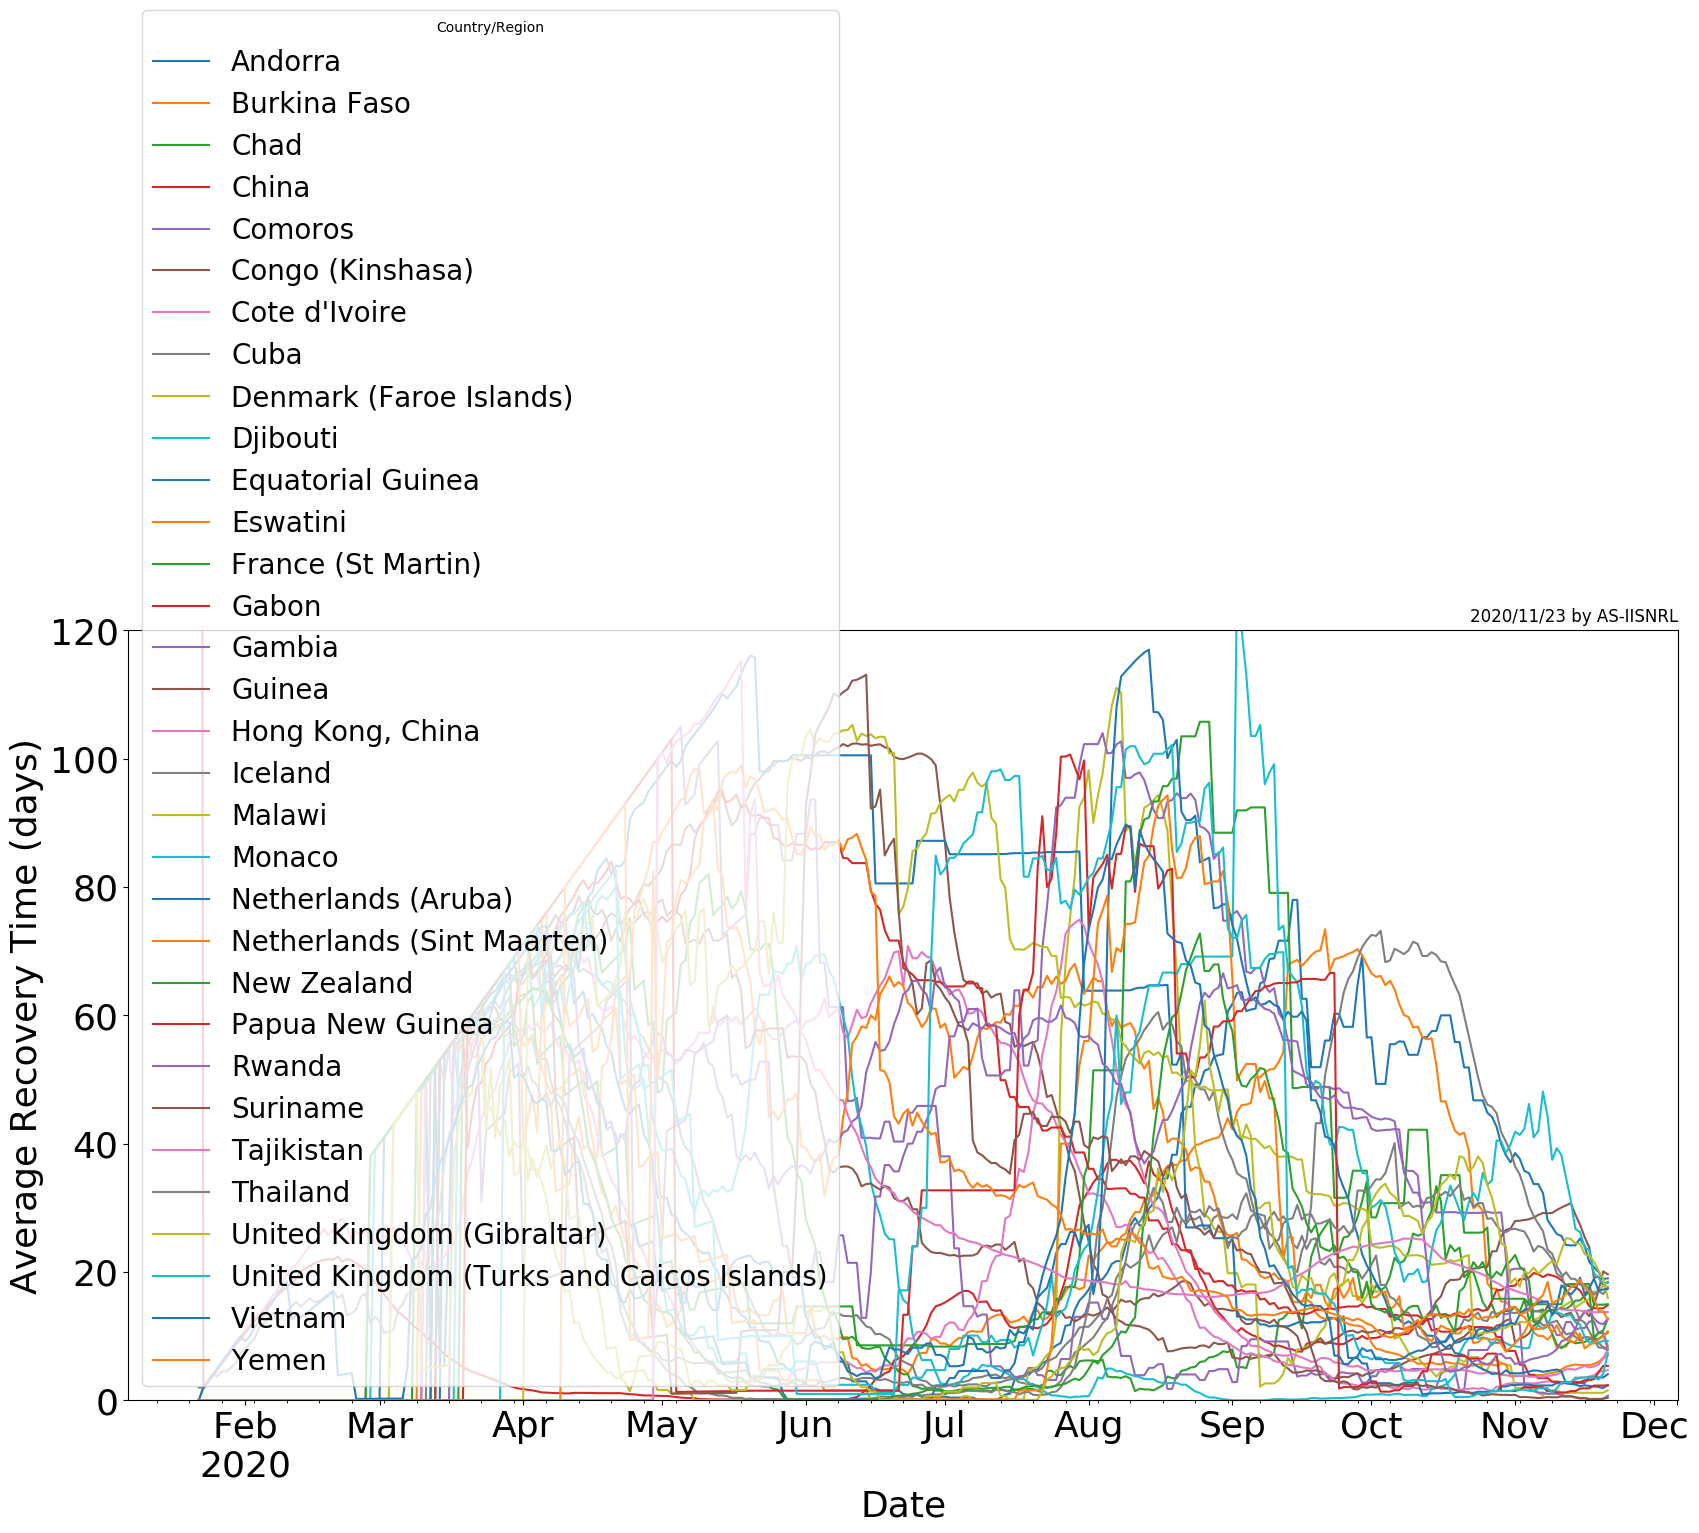 Country/Region
Andorra
Burkina Faso
Chad
China
Comoros
Congo (Kinshasa)
Cote d'Ivoire
Cuba
Denmark (Faroe Islands)
Djibouti
Equatorial Guinea
Eswatini
France (St Martin)
Gabon
Gambia
Guinea
Hong Kong, China
Iceland
Malawi
Monaco
Netherlands (Aruba)
Netherlands (Sint Maarten)
New Zealand
Papua New Guinea
Rwanda
Suriname
Tajikistan
Thailand
United Kingdom (Gibraltar)
United Kingdom (Turks and Caicos Islands)
Vietnam
Yemen
2020/11/23 by AS-IISNRL
Average Recovery Time (days)
120
100
80
60
40
20
0
Feb Mar Apr May Jun Jul Aug Sep Oct Nov Dec
2020
Date